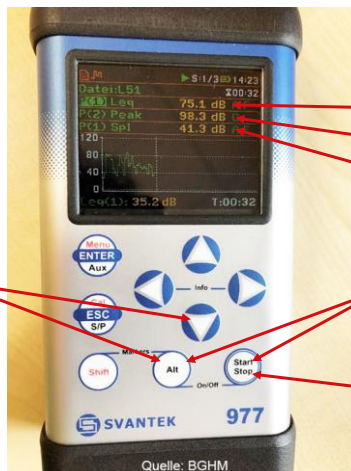 S:1/3 14:23
Datei:L51 00:32
P(1) Leq 75.1 dB
P(2) Peak 98.3 dB
P(1) Spl 41.3 dB
120
80
40
0
Leq(1): 35.2 dB T:00:32
Menu
ENTER
Aux
Info
Cal
ESC
S/P
Markers
Shift
Alt
Start
Stop
On/Off
SVANTEK 977
Quelle: BGHM